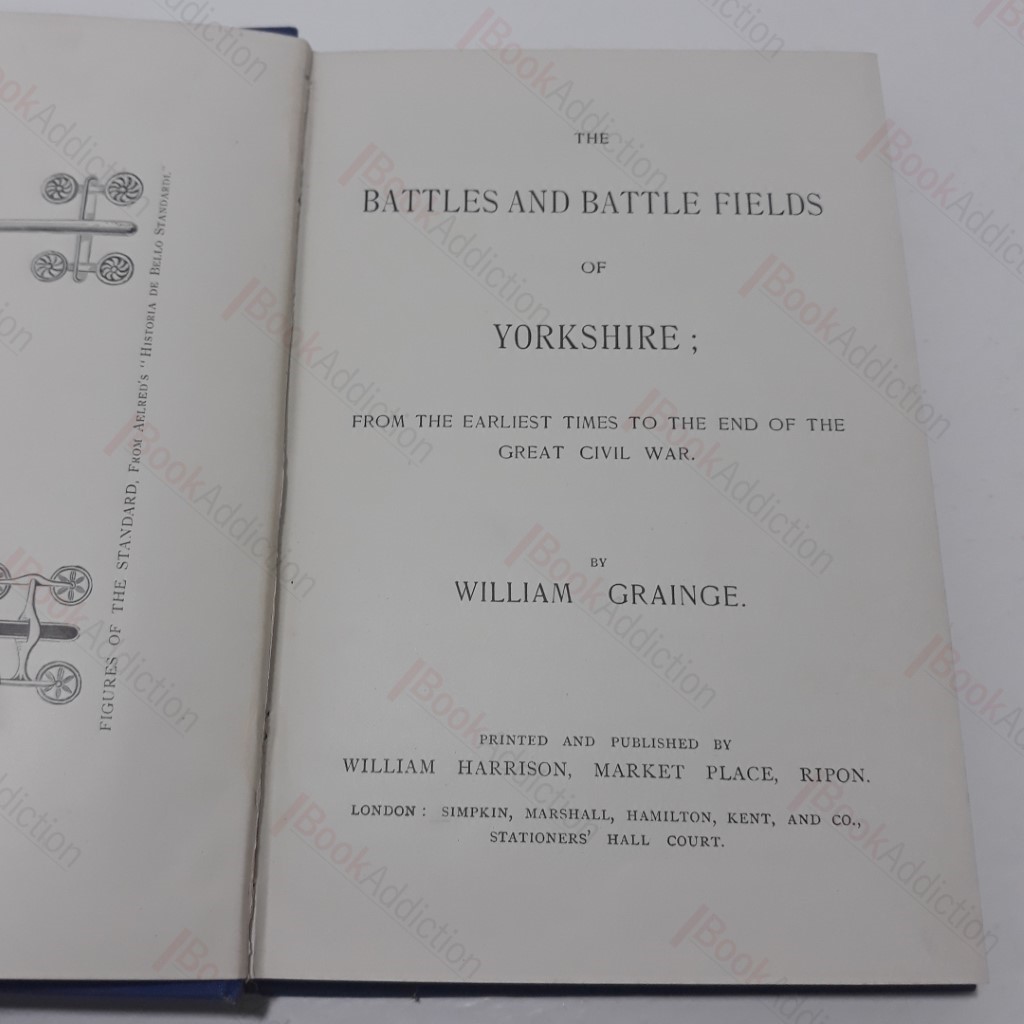 FIGURES OF THE STANDARD, FROM AELRED'S "HISTORIA DE BELLO STANDARDI."
THE
BATTLES AND BATTLE FIELDS
OF
YORKSHIRE;
FROM THE EARLIEST TIMES TO THE END OF THE
GREAT CIVIL WAR.
BY
WILLIAM GRAINGE.
PRINTED AND PUBLISHED BY
WILLIAM HARRISON, MARKET PLACE, RIPON.
LONDON: SIMPKIN, MARSHALL, HAMILTON, KENT, AND CO.,
STATIONERS' HALL COURT.
BookAddiction